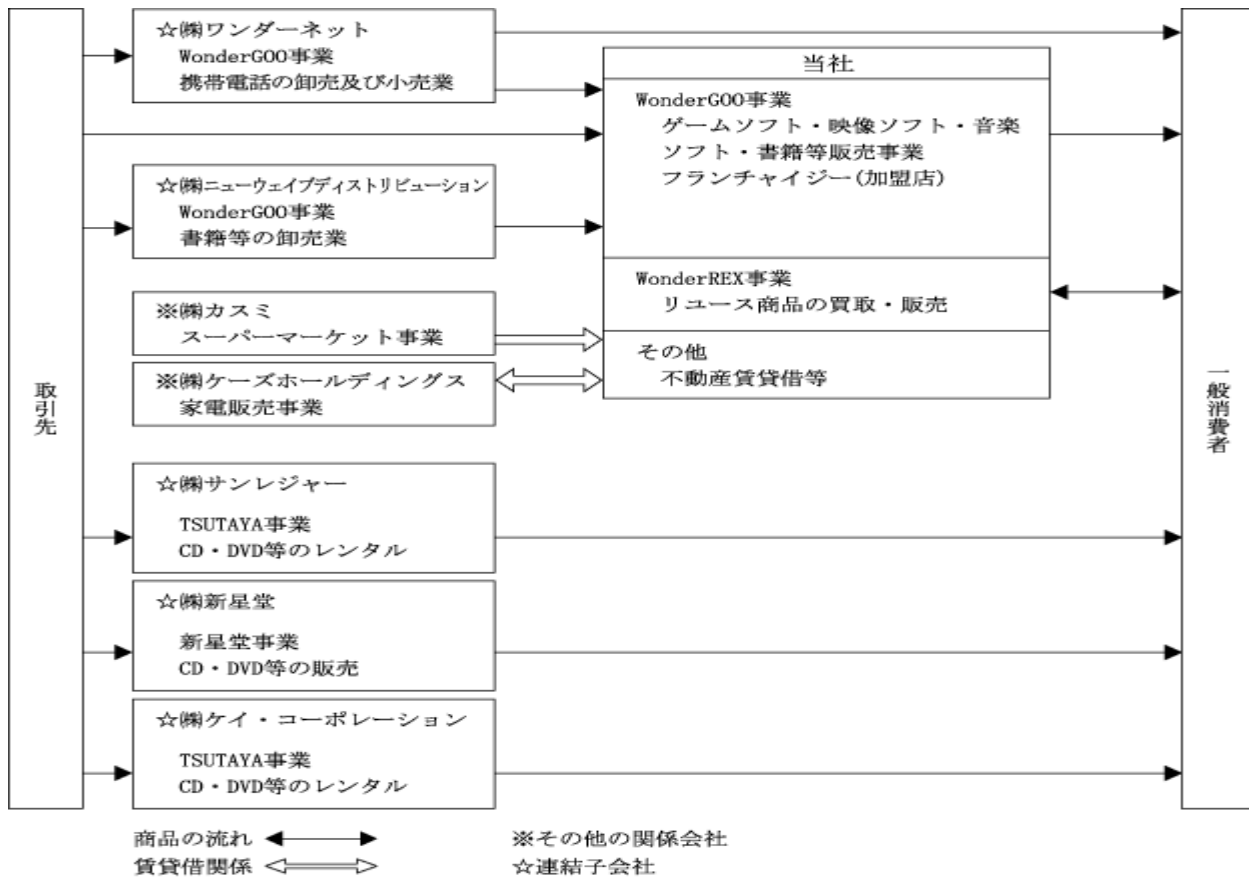 取引先
☆㈱ワンダーネット
WonderGOO事業
携帯電話の卸売及び小売業
☆㈱ニューウェイブディストリビューション
WonderGOO事業
書籍等の卸売業
※㈱カスミ
スーパーマーケット事業
※㈱ケーズホールディングス
家電販売事業
☆㈱サンレジャー
TSUTAYA事業
CD・DVD等のレンタル
☆㈱新星堂
新星堂事業
CD・DVD等の販売
☆㈱ケイ・コーポレーション
TSUTAYA事業
CD・DVD等のレンタル
当社
WonderGOO事業
ゲームソフト・映像ソフト・音楽
ソフト・書籍等販売事業
フランチャイジー(加盟店)
WonderREX事業
リユース商品の買取・販売
その他
不動産賃貸借等
一般消費者
商品の流れ
賃貸借関係
※その他の関係会社
☆連結子会社